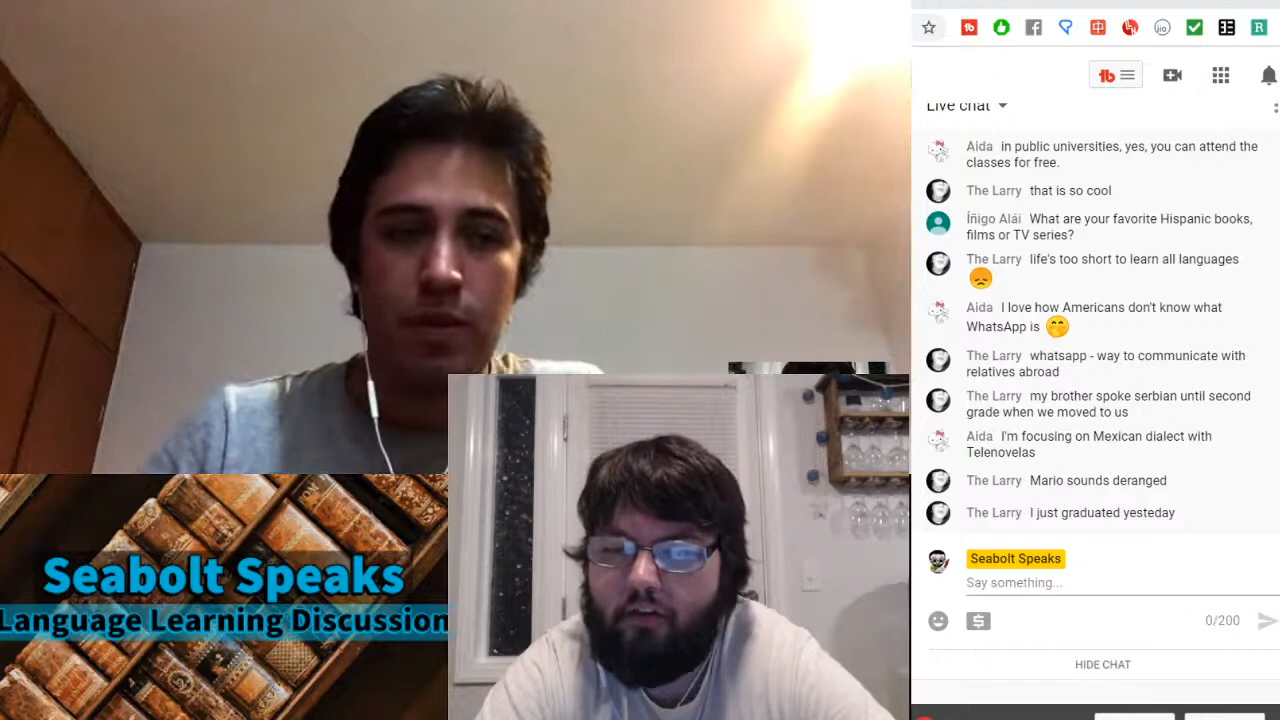 Live chat
Aida in public universities, yes, you can attend the
classes for free.
The Larry that is so cool
Íñigo Alái What are your favorite Hispanic books,
films or TV series?
The Larry life's too short to learn all languages
Aida I love how Americans don't know what
WhatsApp is
The Larry whatsapp - way to communicate with
relatives abroad
The Larry my brother spoke serbian until second
grade when we moved to us
Aida I'm focusing on Mexican dialect with
Telenovelas
The Larry Mario sounds deranged
The Larry I just graduated yesteday
Seabolt Speaks
Say something...
0/200
HIDE CHAT
Seabolt Speaks
Language Learning Discussion